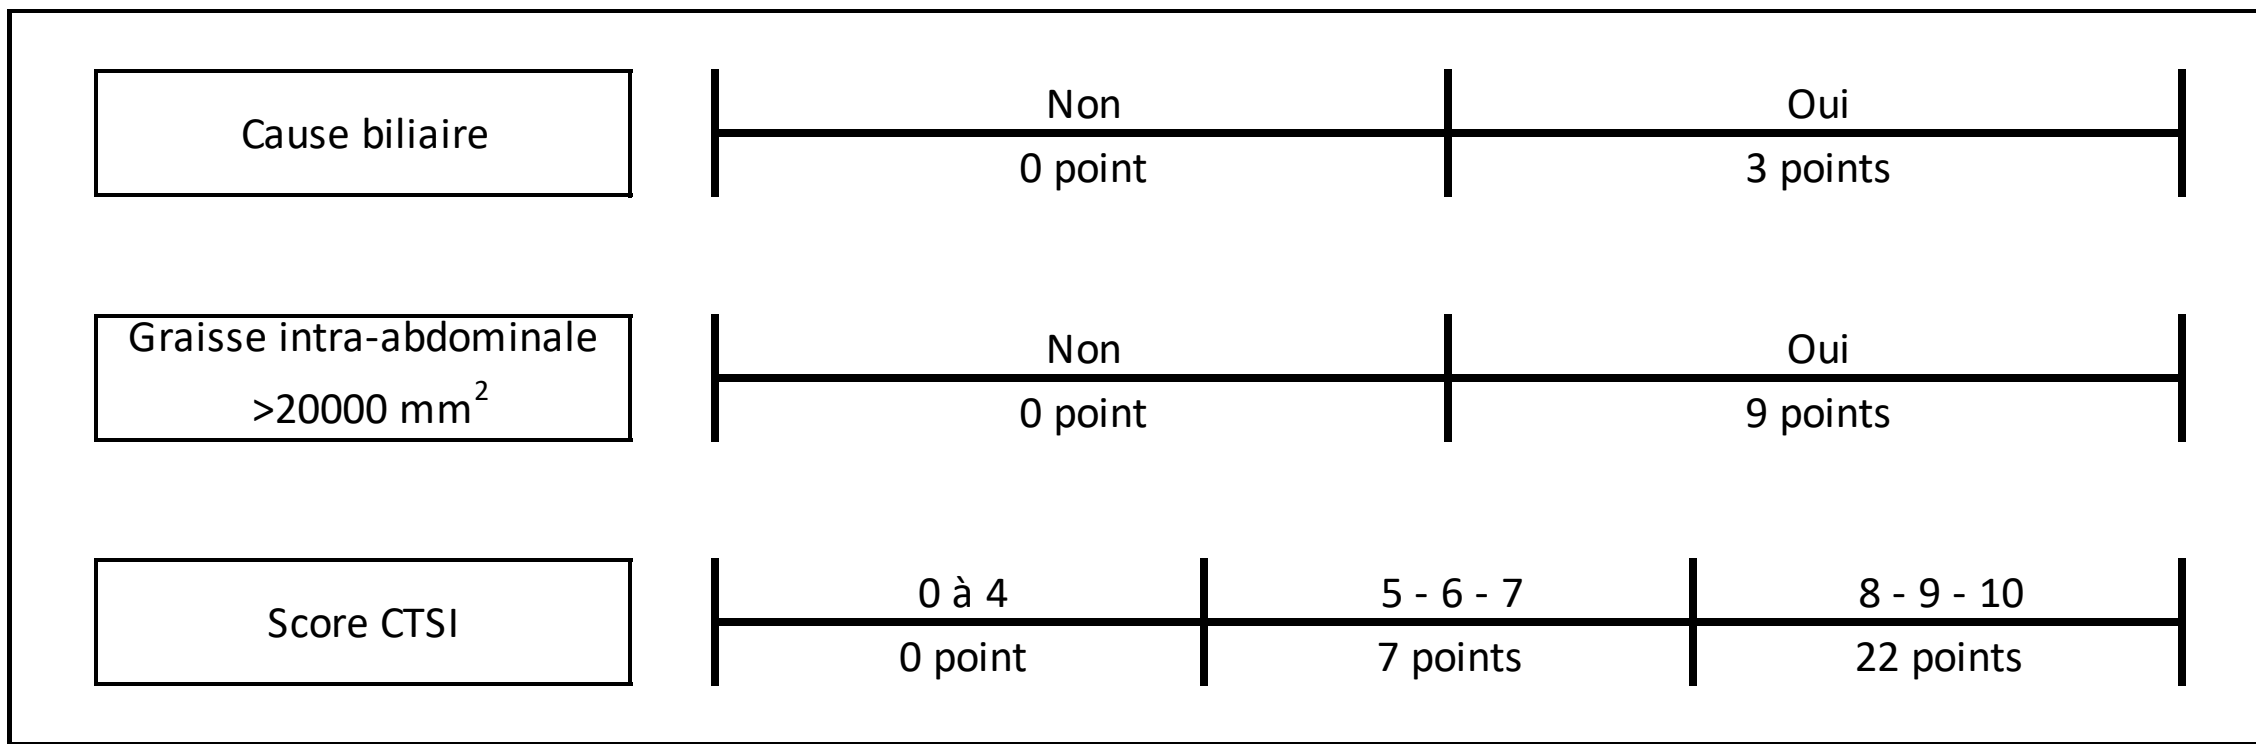 Cause biliaire
Non
Oui
0 point
3 points
Graisse intra-abdominale
>20000 mm²
Non
Oui
0 point
9 points
Score CTSI
0 à 4
5 - 6 - 7
8 - 9 - 10
0 point
7 points
22 points